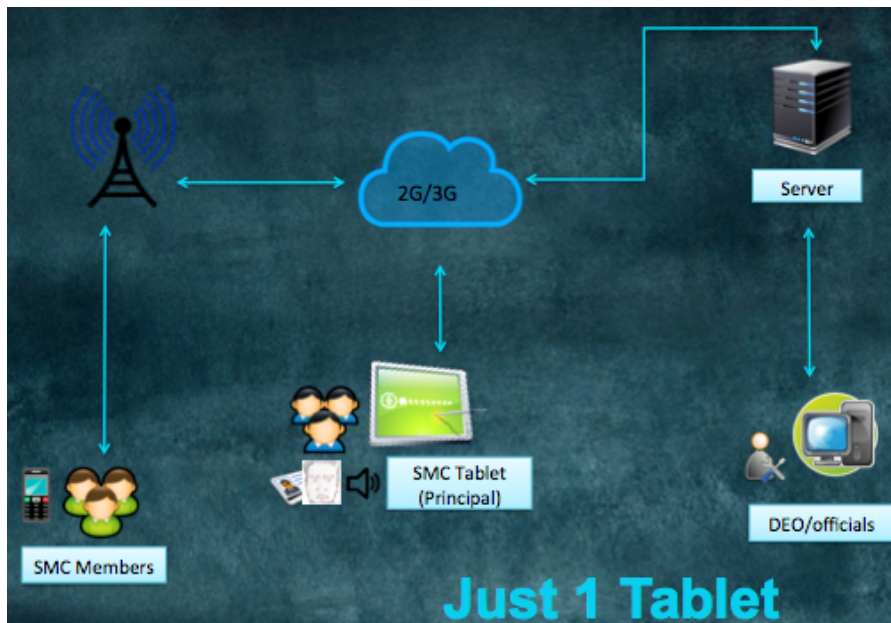 2G/3G
Server
SMC Tablet
(Principal)
DEO/officials
SMC Members
Just 1 Tablet